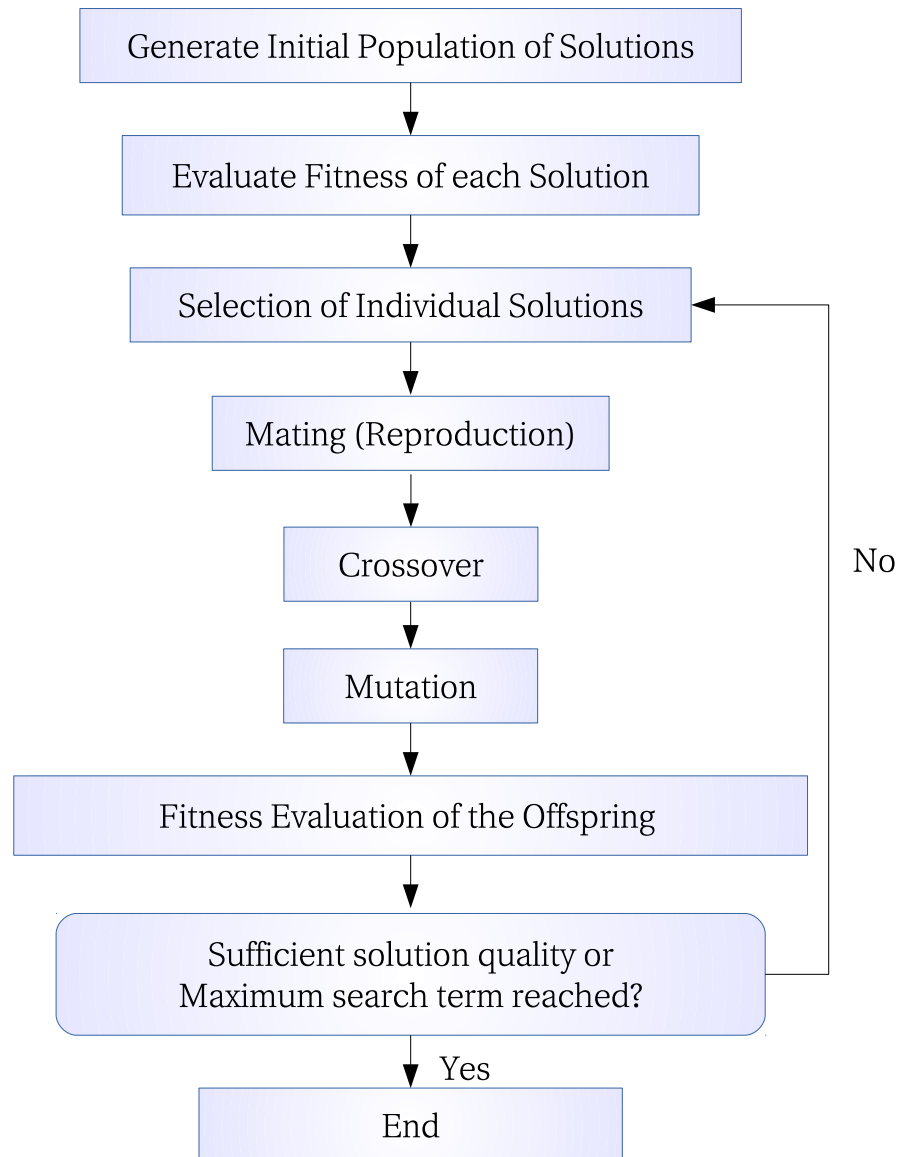 Generate Initial Population of Solutions
Evaluate Fitness of each Solution
Selection of Individual Solutions
Mating (Reproduction)
Crossover
No
Mutation
Fitness Evaluation of the Offspring
Sufficient solution quality or
Maximum search term reached?
Yes
End